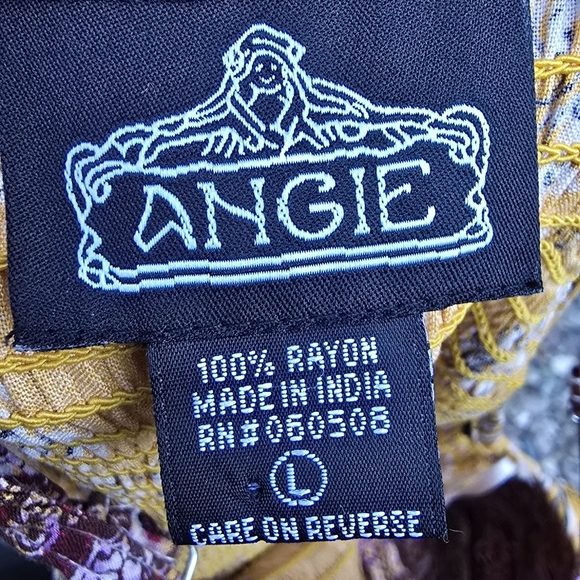 ANGIE
100% RAYON
MADE IN INDIA
RN#060508
L
CARE ON REVERSE